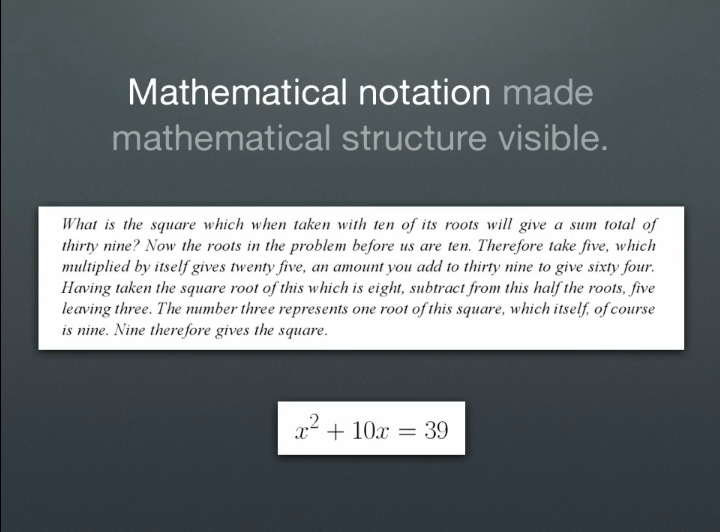 Mathematical notation made
mathematical structure visible.
What is the square which when taken with ten of its roots will give a sum total of
thirty nine? Now the roots in the problem before us are ten. Therefore take five, which
multiplied by itself gives twenty five, an amount you add to thirty nine to give sixty four.
Having taken the square root of this which is eight, subtract from this half the roots, five
leaving three. The number three represents one root of this square, which itself, of course
is nine. Nine therefore gives the square.
x² + 10x = 39